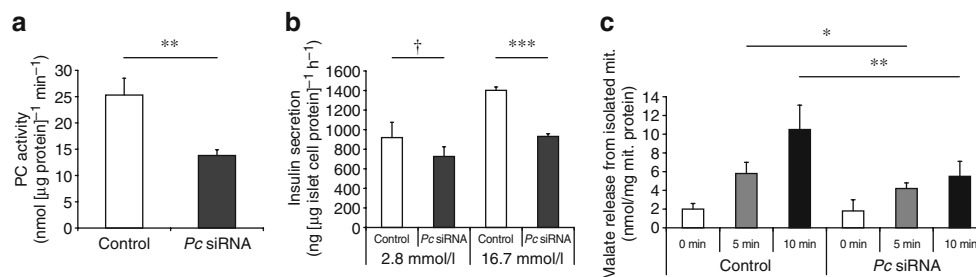 a
**
PC activity
(nmol [µg protein]⁻¹ min⁻¹)
30
25
20
15
10
5
0
Control
Pc siRNA
b
†
***
Insulin secretion
(ng [µg islet cell protein]⁻¹ h⁻¹)
1600
1400
1200
1000
800
600
400
200
0
Control
Pc siRNA
Control
Pc siRNA
2.8 mmol/l
16.7 mmol/l
c
*
**
Malate release from isolated mit.
(nmol/mg mit. protein)
14
12
10
8
6
4
2
0
0 min
5 min
10 min
0 min
5 min
10 min
Control
Pc siRNA